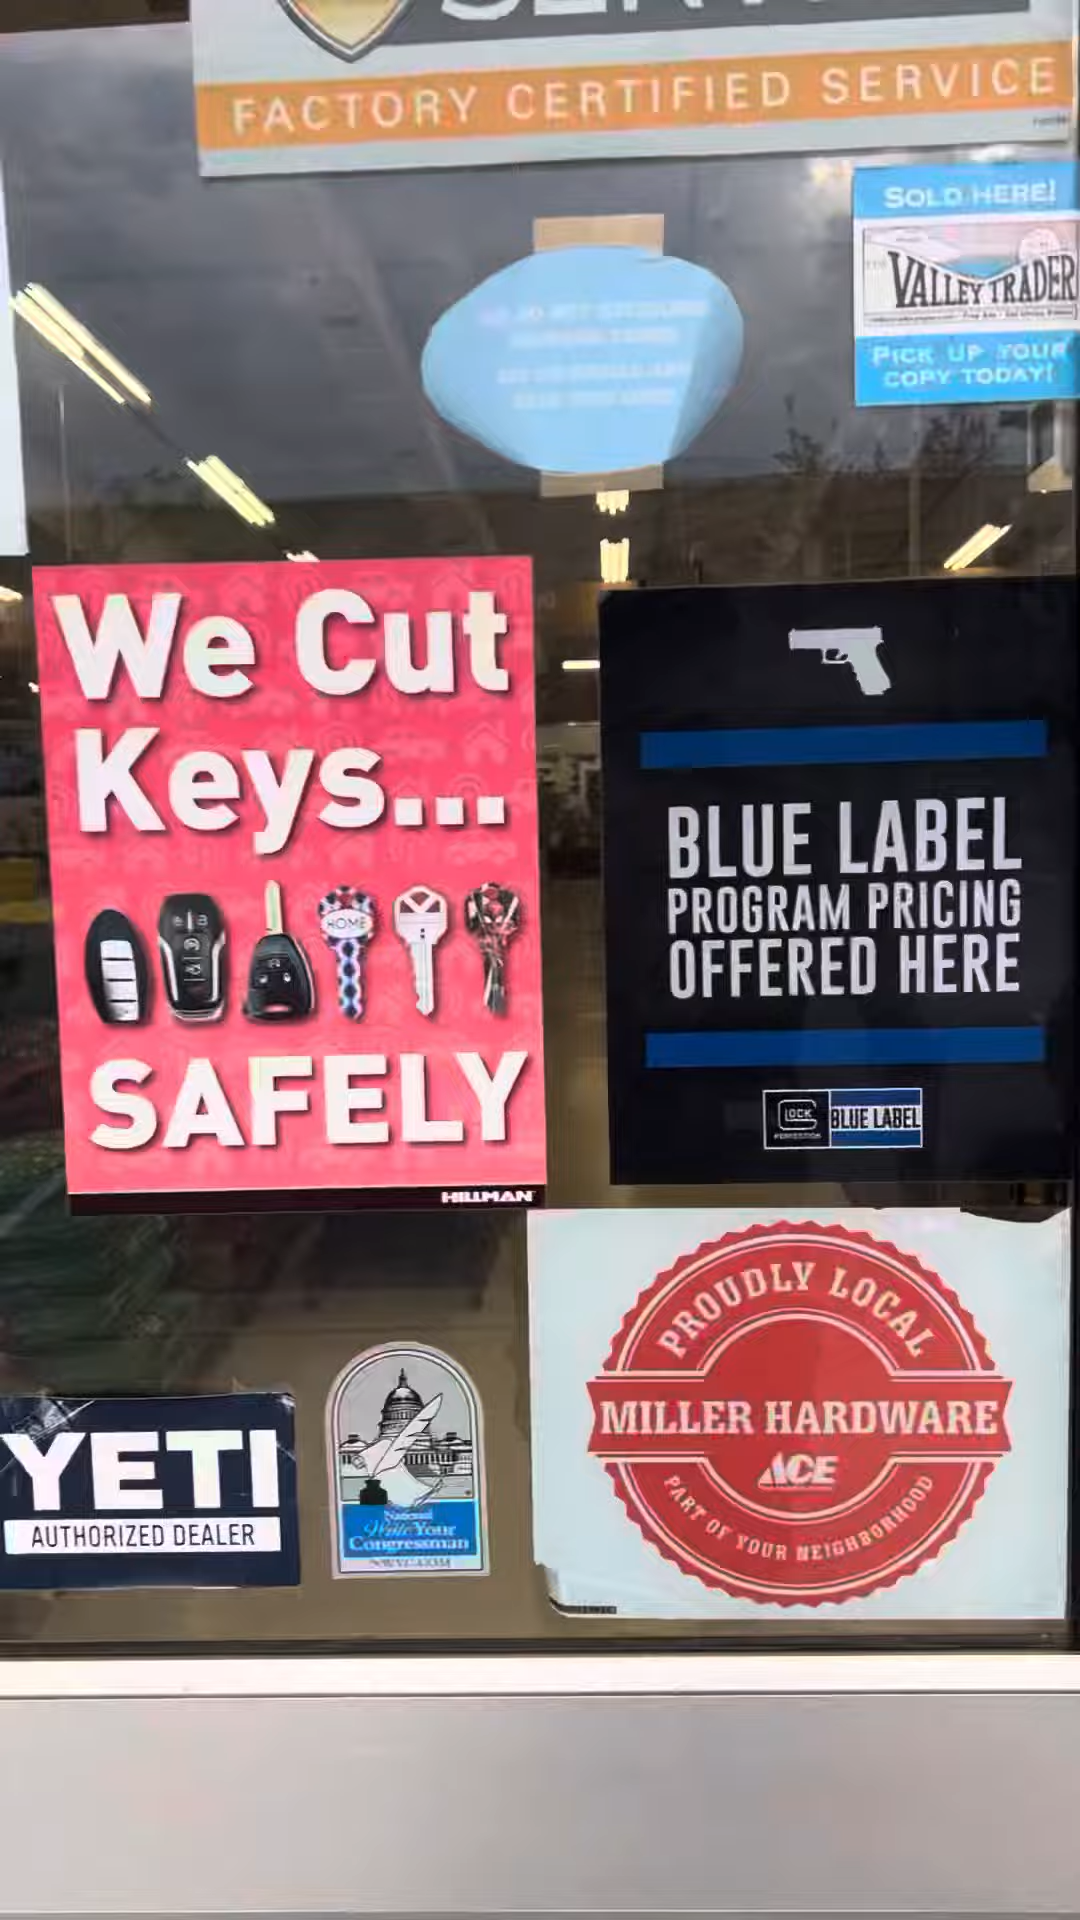 FACTORY CERTIFIED SERVICE
SOLD HERE!
VALLEY TRADER
PICK UP YOUR
COPY TODAY!
We Cut
Keys...
HOME
SAFELY
HILLMAN
BLUE LABEL
PROGRAM PRICING
OFFERED HERE
GLOCK
PERFECTION
BLUE LABEL
PROUDLY LOCAL
MILLER HARDWARE
ACE
PART OF YOUR NEIGHBORHOOD
YETI
AUTHORIZED DEALER
National
Write Your
Congressman